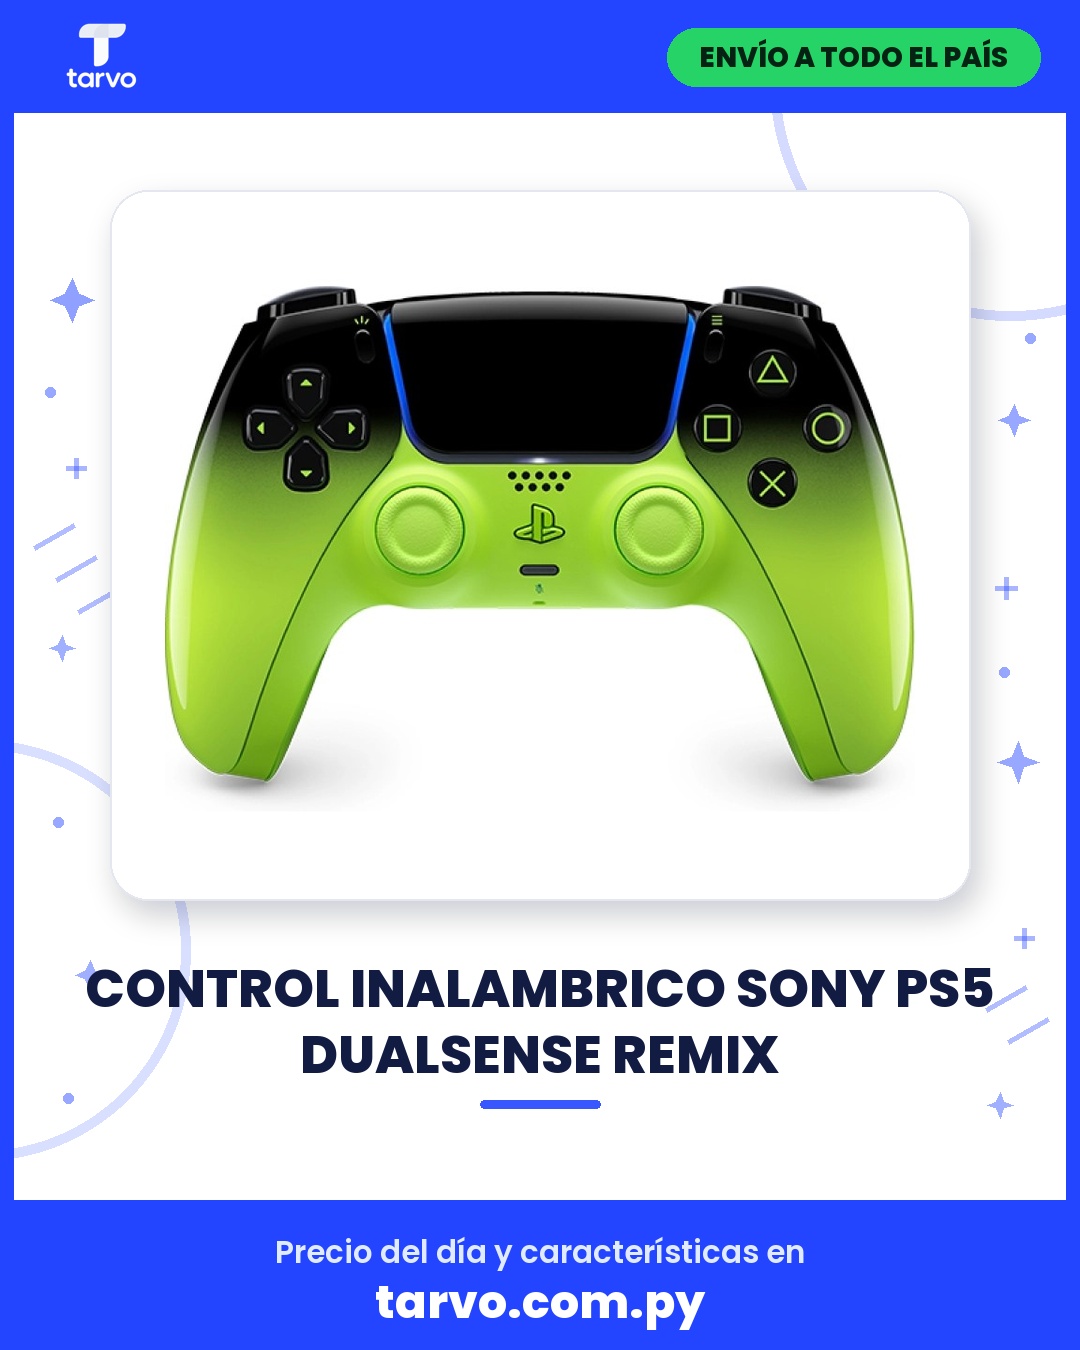 tarvo
ENVÍO A TODO EL PAÍS
CONTROL INALAMBRICO SONY PS5
DUALSENSE REMIX
Precio del día y características en
tarvo.com.py